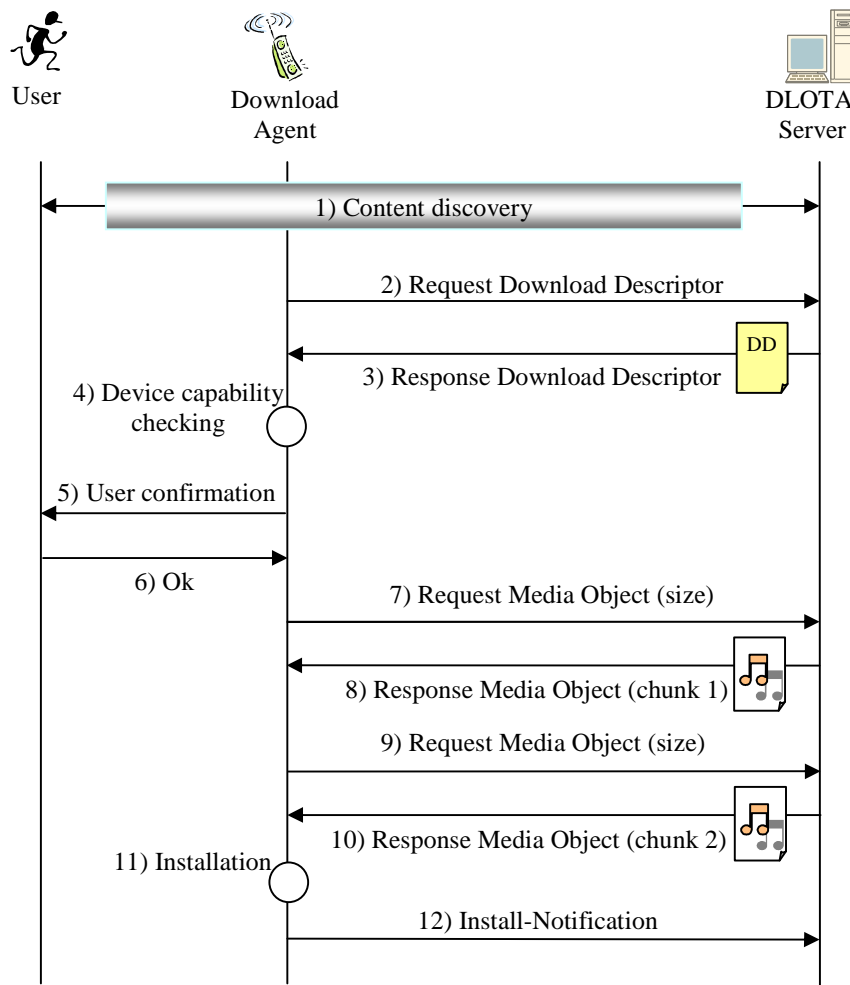 User
Download
Agent
DLOTA
Server
1) Content discovery
2) Request Download Descriptor
DD
3) Response Download Descriptor
4) Device capability
checking
5) User confirmation
6) Ok
7) Request Media Object (size)
8) Response Media Object (chunk 1)
9) Request Media Object (size)
10) Response Media Object (chunk 2)
11) Installation
12) Install-Notification